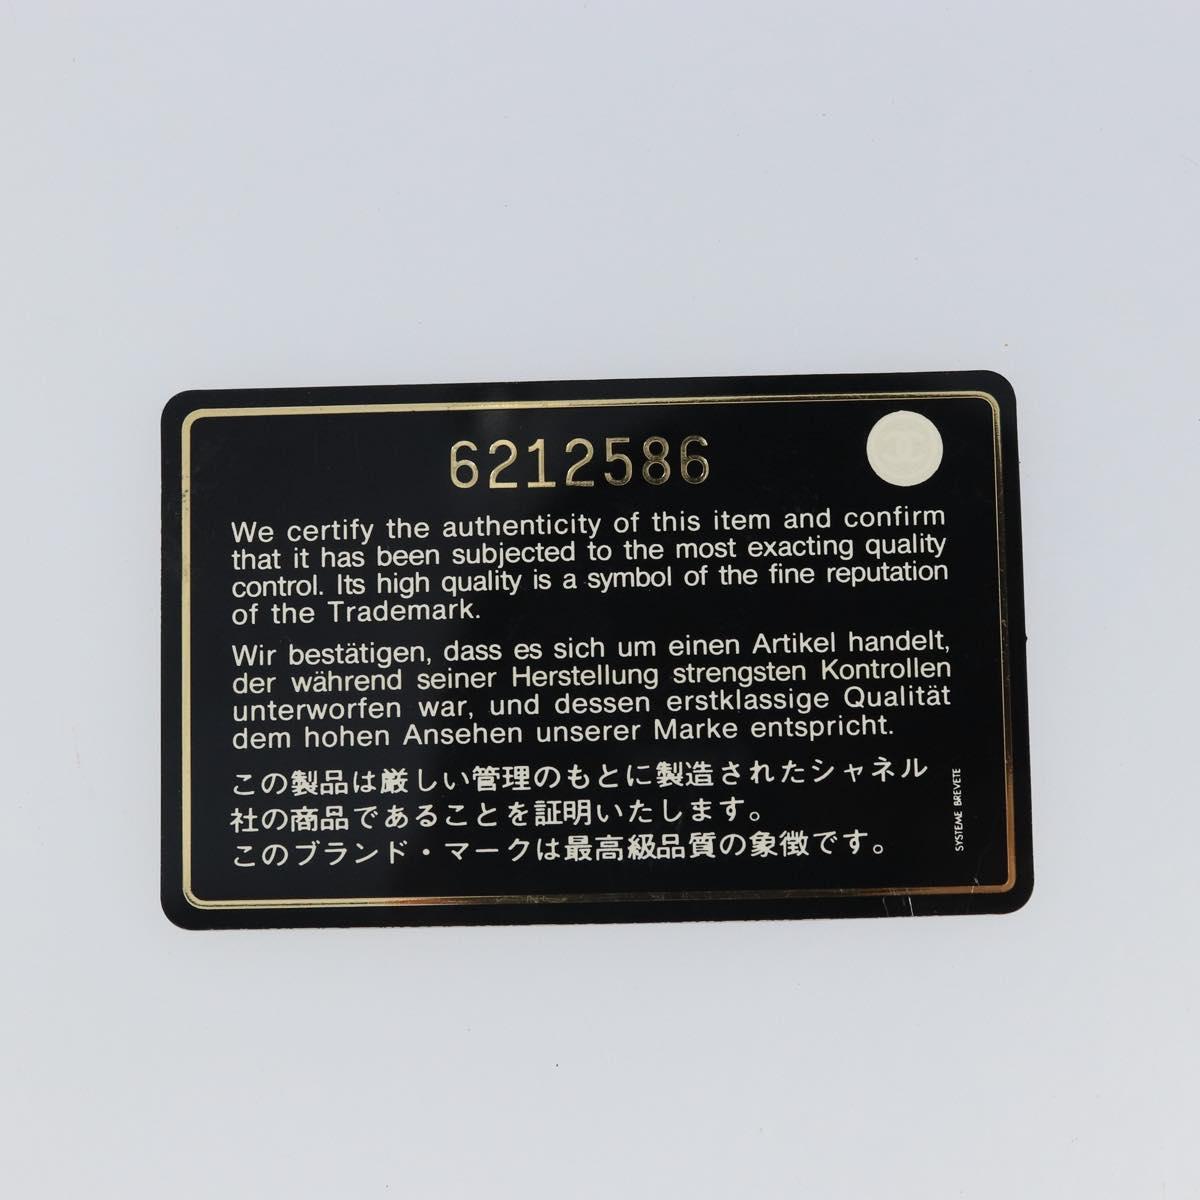 6212586
We certify the authenticity of this item and confirm
that it has been subjected to the most exacting quality
control. Its high quality is a symbol of the fine reputation
of the Trademark.
Wir bestätigen, dass es sich um einen Artikel handelt,
der während seiner Herstellung strengsten Kontrollen
unterworfen war, und dessen erstklassige Qualität
dem hohen Ansehen unserer Marke entspricht.
この製品は厳しい管理のもとに製造されたシャネル
社の商品であることを証明いたします。
このブランド・マークは最高級品質の象徴です。
SYSTEME BREVETE